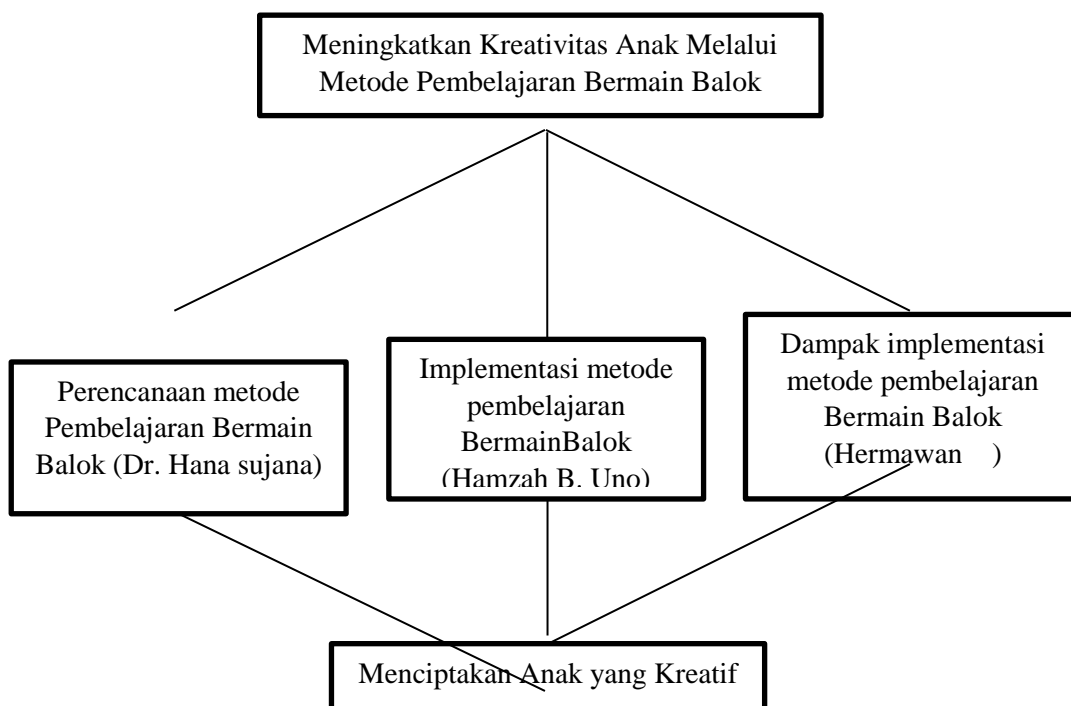 Meningkatkan Kreativitas Anak Melalui
Metode Pembelajaran Bermain Balok
Perencanaan metode
Pembelajaran Bermain
Balok (Dr. Hana sujana)
Implementasi metode
pembelajaran
BermainBalok
(Hamzah B. Uno)
Dampak implementasi
metode pembelajaran
Bermain Balok
(Hermawan )
Menciptakan Anak yang Kreatif